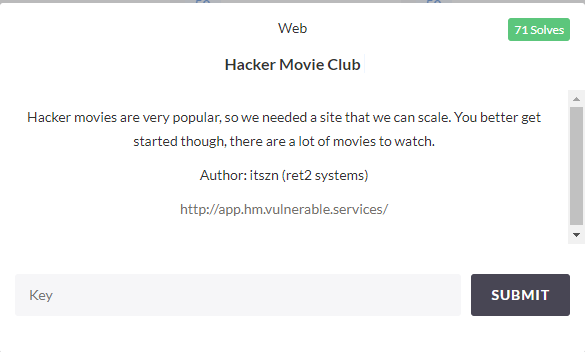 Web
71 Solves
Hacker Movie Club
Hacker movies are very popular, so we needed a site that we can scale. You better get
started though, there are a lot of movies to watch.
Author: itszn (ret2 systems)
http://app.hm.vulnerable.services/
Key
SUBMIT